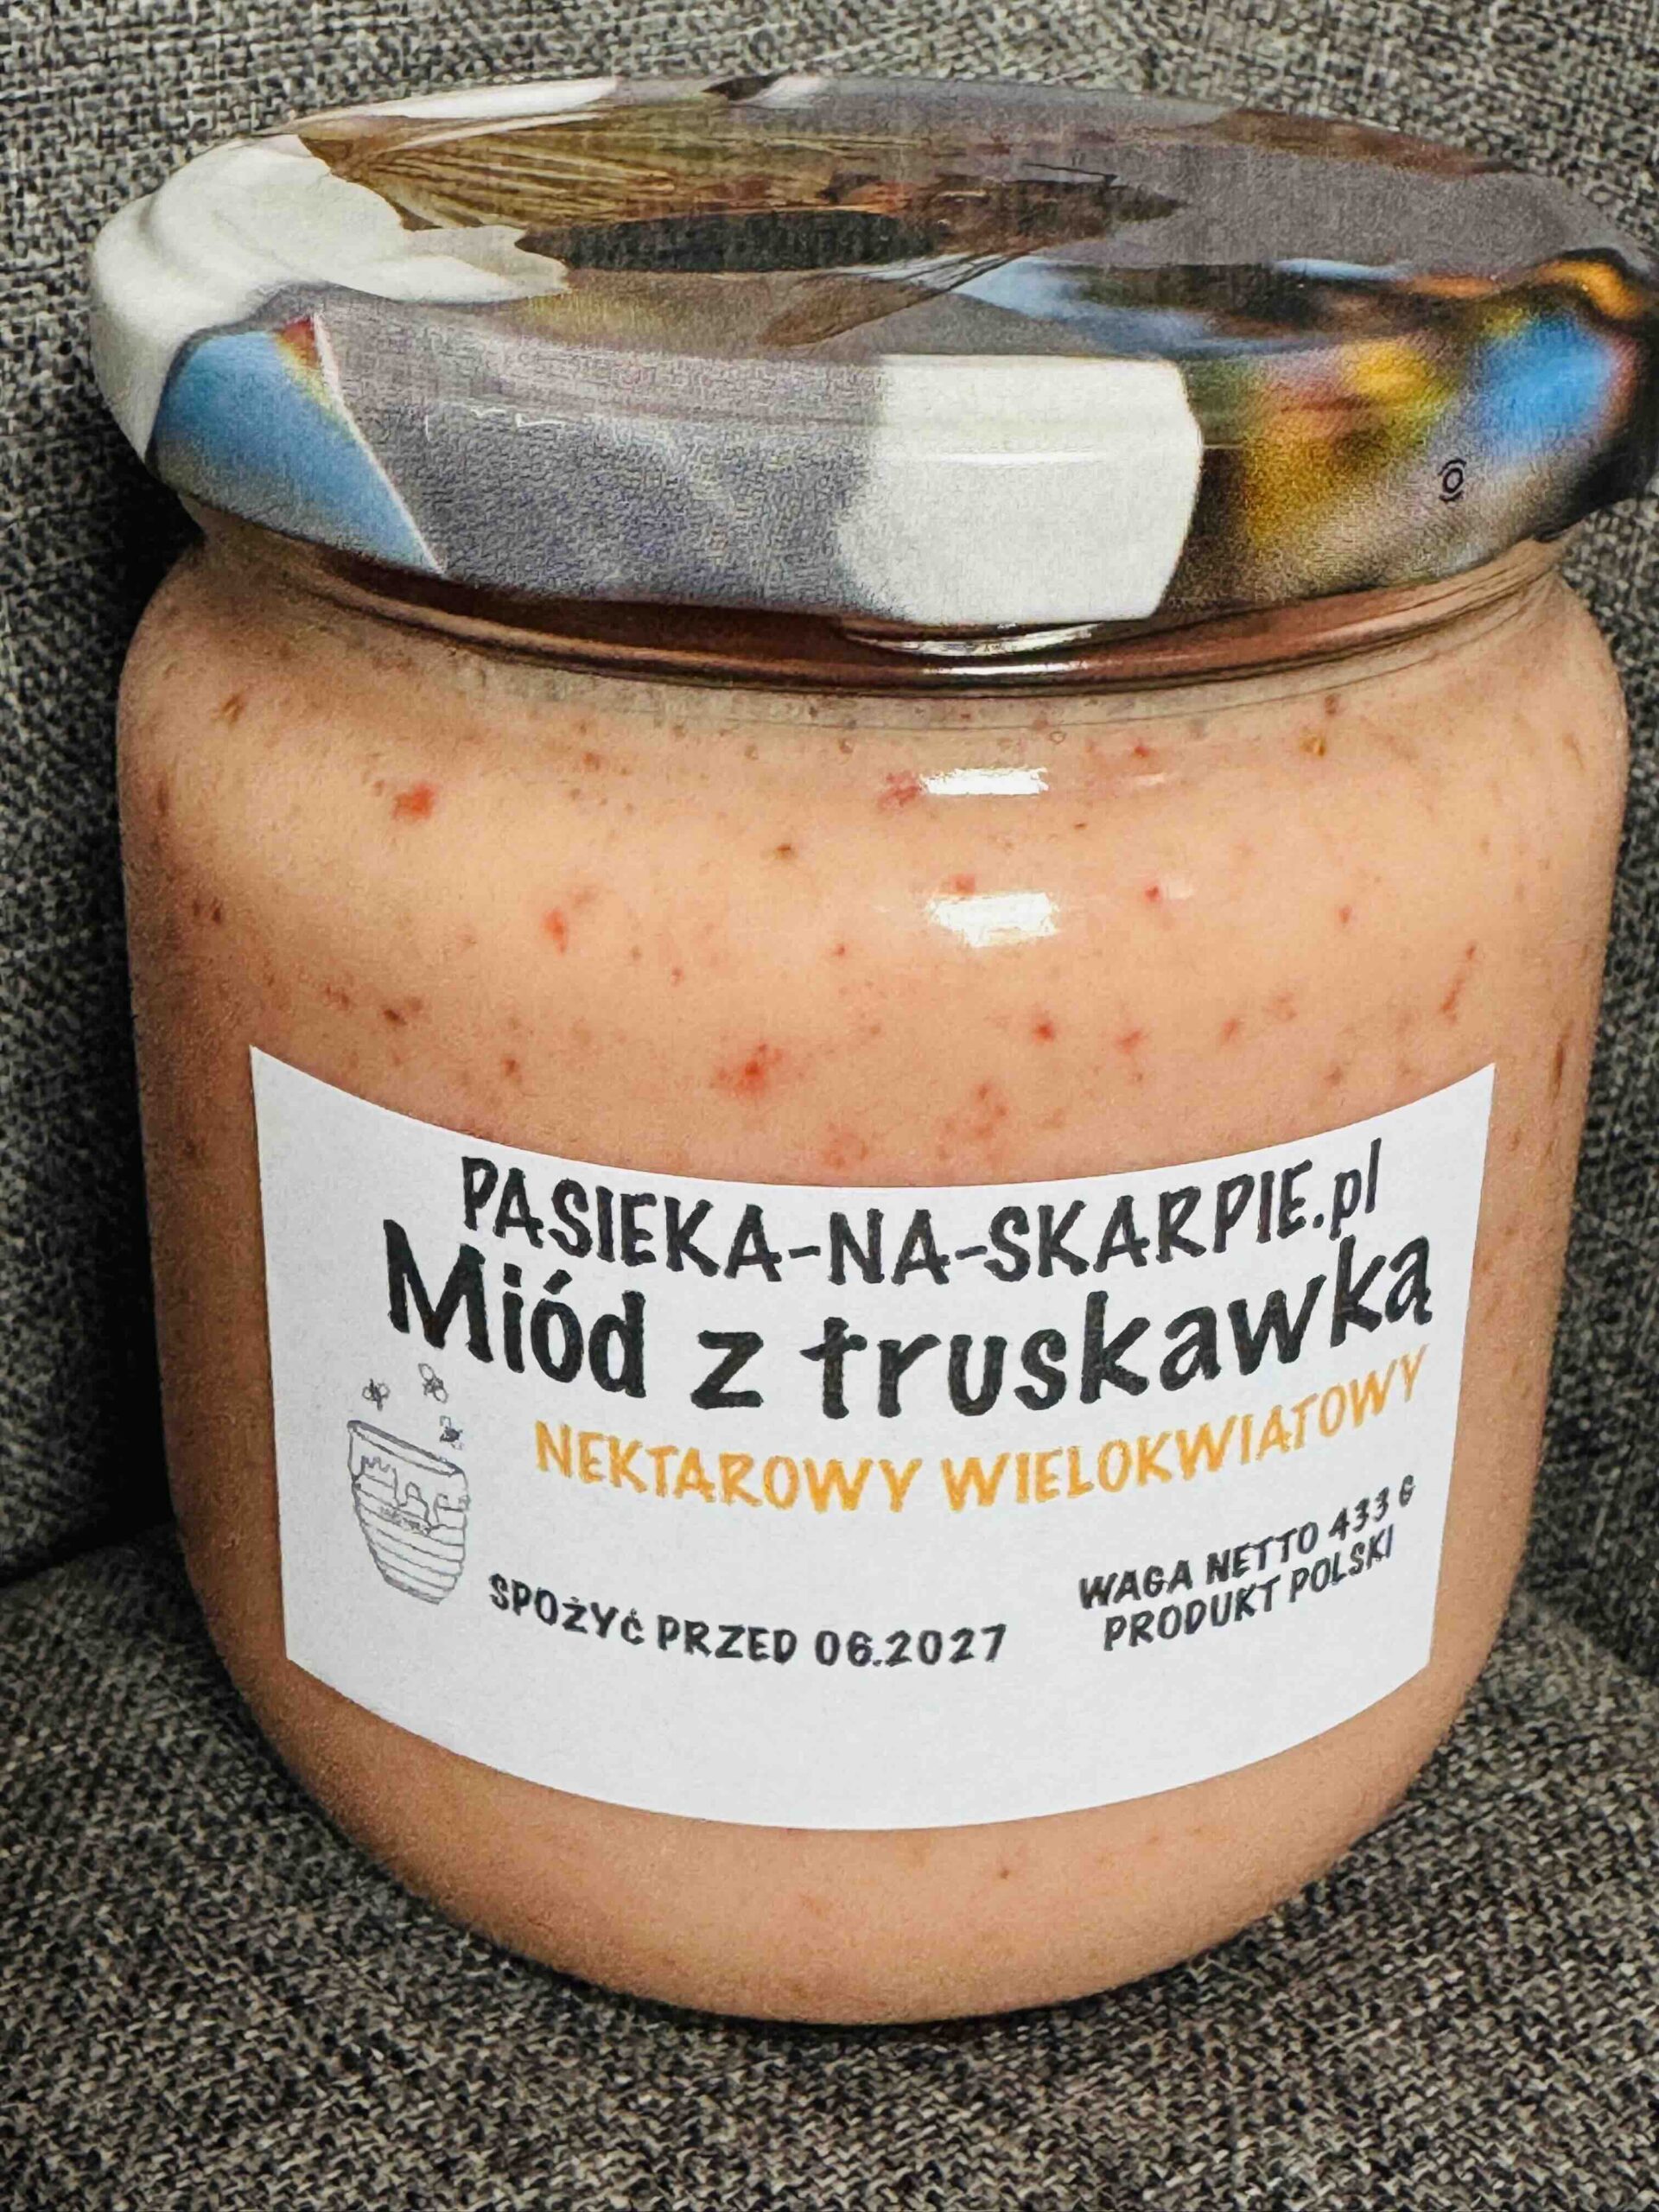 PASIEKA-NA-SKARPIE.pl
Miód z truskawką
NEKTAROWY WIELOKWIATOWY
SPOŻYĆ PRZED 06.2027
WAGA NETTO 433 G
PRODUKT POLSKI